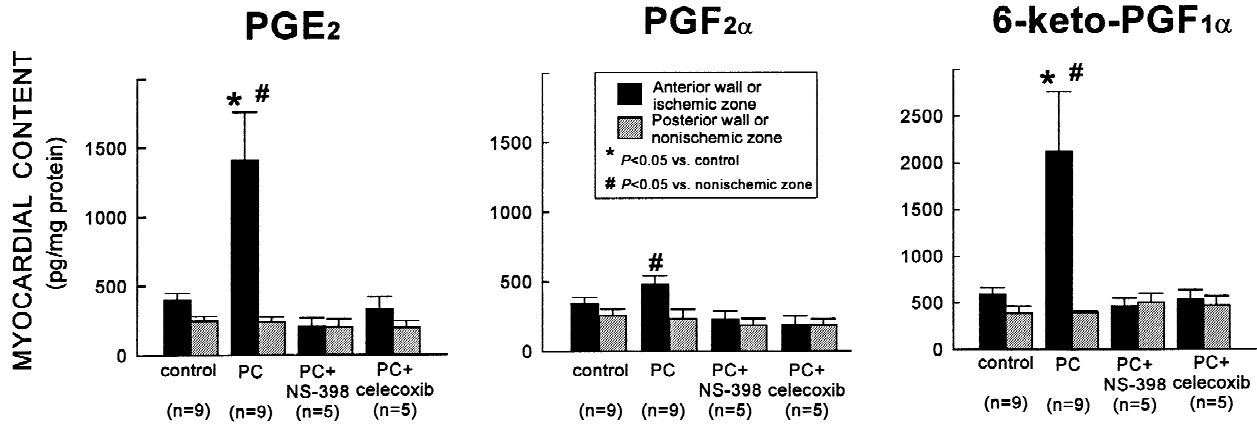 PGE2
PGF2α
6-keto-PGF1α
MYOCARDIAL CONTENT
(pg/mg protein)
1500
1000
500
0
control
PC
PC+
NS-398
PC+
celecoxib
(n=9)
(n=9)
(n=5)
(n=5)
* #
1500
1000
500
0
Anterior wall or
ischemic zone
Posterior wall or
nonischemic zone
* P<0.05 vs. control
# P<0.05 vs. nonischemic zone
#
control
PC
PC+
NS-398
PC+
celecoxib
(n=9)
(n=9)
(n=5)
(n=5)
2500
2000
1500
1000
500
0
* #
control
PC
PC+
NS-398
PC+
celecoxib
(n=9)
(n=9)
(n=5)
(n=5)